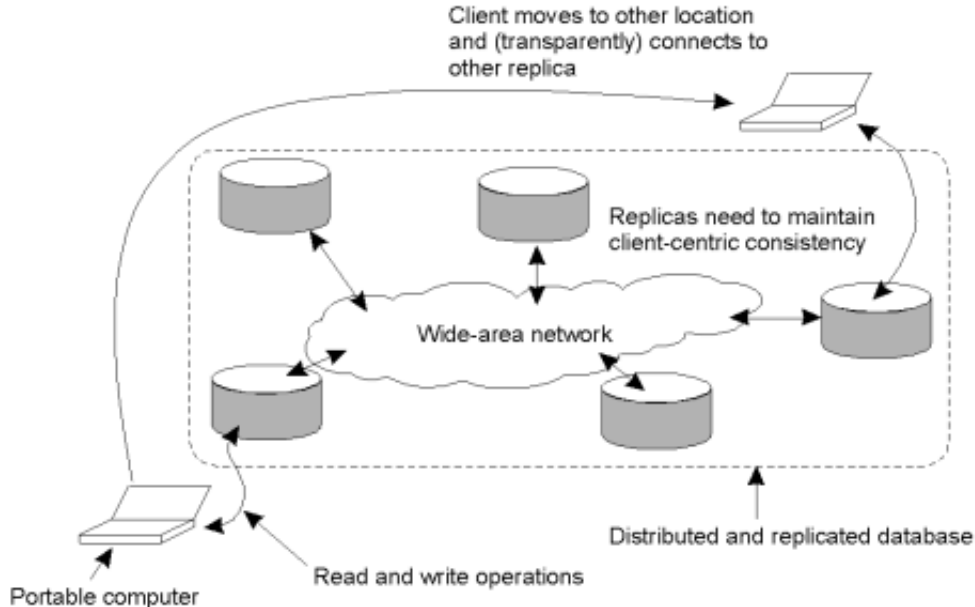 Client moves to other location
and (transparently) connects to
other replica
Replicas need to maintain
client-centric consistency
Wide-area network
Distributed and replicated database
Read and write operations
Portable computer